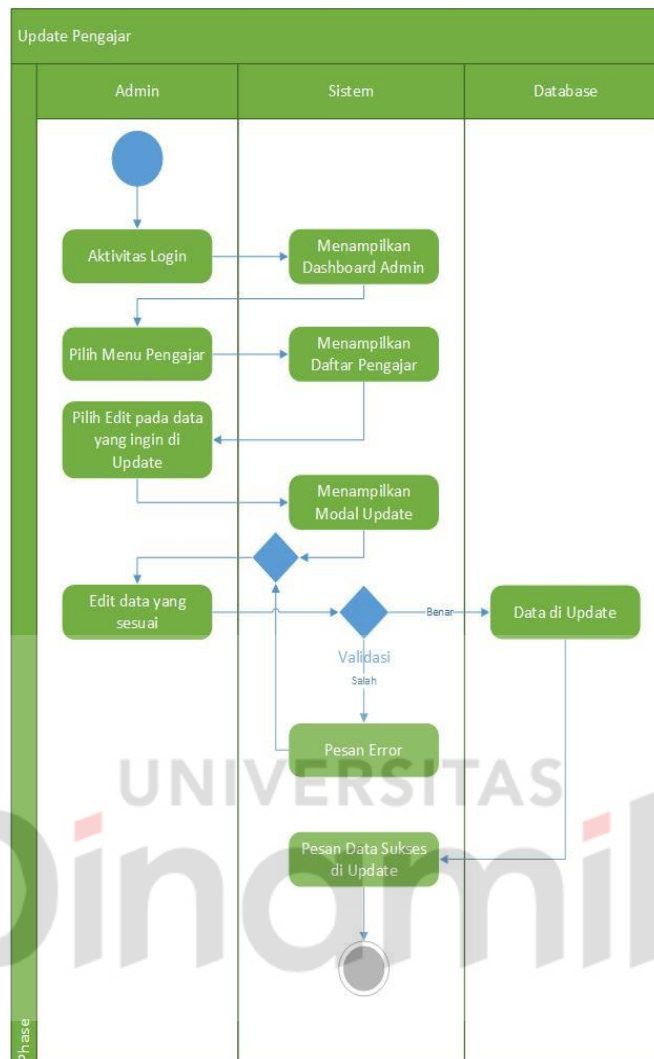 Update Pengajar
Admin
Sistem
Database
Aktivitas Login
Menampilkan
Dashboard Admin
Pilih Menu Pengajar
Menampilkan
Daftar Pengajar
Pilih Edit pada data
yang ingin di
Update
Menampilkan
Modal Update
Edit data yang
sesuai
Benar
Data di Update
Validasi
Salah
Pesan Error
UNIVERSITAS
Dinamik
Pesan Data Sukses
di Update
Phase